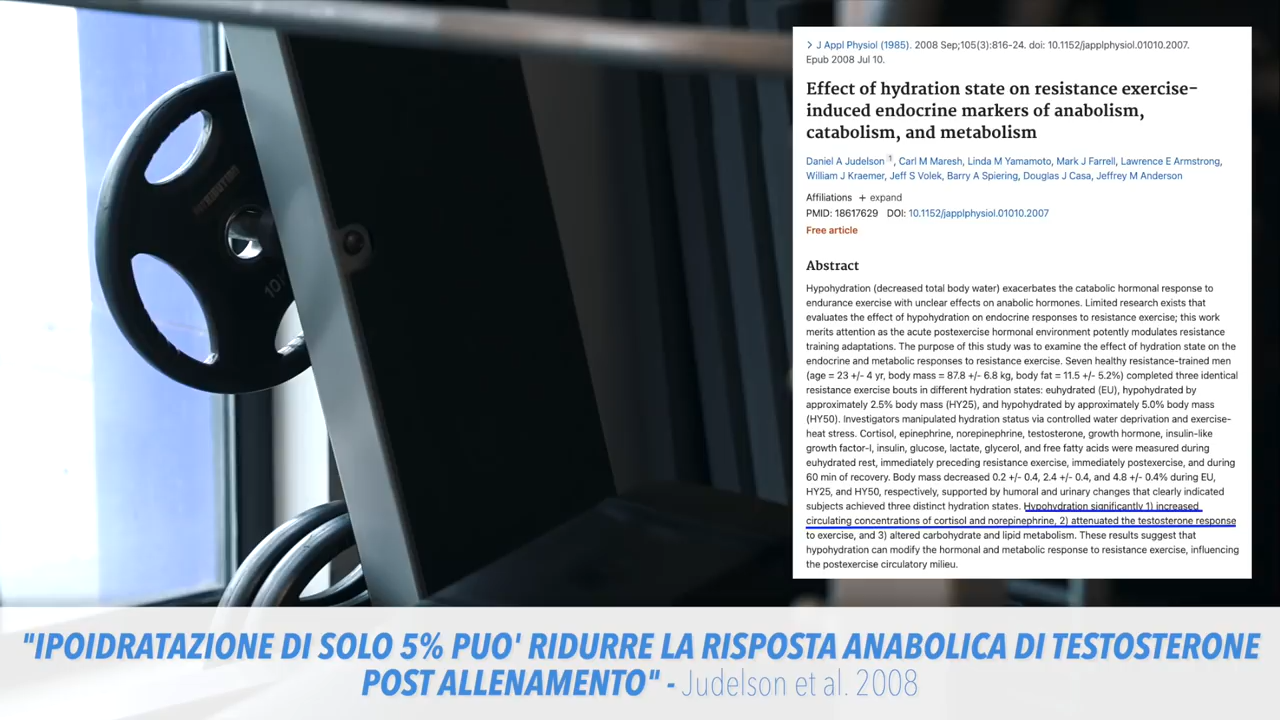 > J Appl Physiol (1985). 2008 Sep;105(3):816-24. doi: 10.1152/japplphysiol.01010.2007.
Epub 2008 Jul 10.
Effect of hydration state on resistance exercise-
induced endocrine markers of anabolism,
catabolism, and metabolism
Daniel A Judelson 1, Carl M Maresh, Linda M Yamamoto, Mark J Farrell, Lawrence E Armstrong,
William J Kraemer, Jeff S Volek, Barry A Spiering, Douglas J Casa, Jeffrey M Anderson
Affiliations + expand
PMID: 18617629 DOI: 10.1152/japplphysiol.01010.2007
Free article
Abstract
Hypohydration (decreased total body water) exacerbates the catabolic hormonal response to
endurance exercise with unclear effects on anabolic hormones. Limited research exists that
evaluates the effect of hypohydration on endocrine responses to resistance exercise; this work
merits attention as the acute postexercise hormonal environment potently modulates resistance
training adaptations. The purpose of this study was to examine the effect of hydration state on the
endocrine and metabolic responses to resistance exercise. Seven healthy resistance-trained men
(age = 23 +/- 4 yr, body mass = 87.8 +/- 6.8 kg, body fat = 11.5 +/- 5.2%) completed three identical
resistance exercise bouts in different hydration states: euhydrated (EU), hypohydrated by
approximately 2.5% body mass (HY25), and hypohydrated by approximately 5.0% body mass
(HY50). Investigators manipulated hydration status via controlled water deprivation and exercise-
heat stress. Cortisol, epinephrine, norepinephrine, testosterone, growth hormone, insulin-like
growth factor-I, insulin, glucose, lactate, glycerol, and free fatty acids were measured during
euhydrated rest, immediately preceding resistance exercise, immediately postexercise, and during
60 min of recovery. Body mass decreased 0.2 +/- 0.4, 2.4 +/- 0.4, and 4.8 +/- 0.4% during EU,
HY25, and HY50, respectively, supported by humoral and urinary changes that clearly indicated
subjects achieved three distinct hydration states. Hypohydration significantly 1) increased
circulating concentrations of cortisol and norepinephrine, 2) attenuated the testosterone response
to exercise, and 3) altered carbohydrate and lipid metabolism. These results suggest that
hypohydration can modify the hormonal and metabolic response to resistance exercise, influencing
the postexercise circulatory milieu.
"IPOIDRATAZIONE DI SOLO 5% PUO' RIDURRE LA RISPOSTA ANABOLICA DI TESTOSTERONE
POST ALLENAMENTO" - Judelson et al. 2008